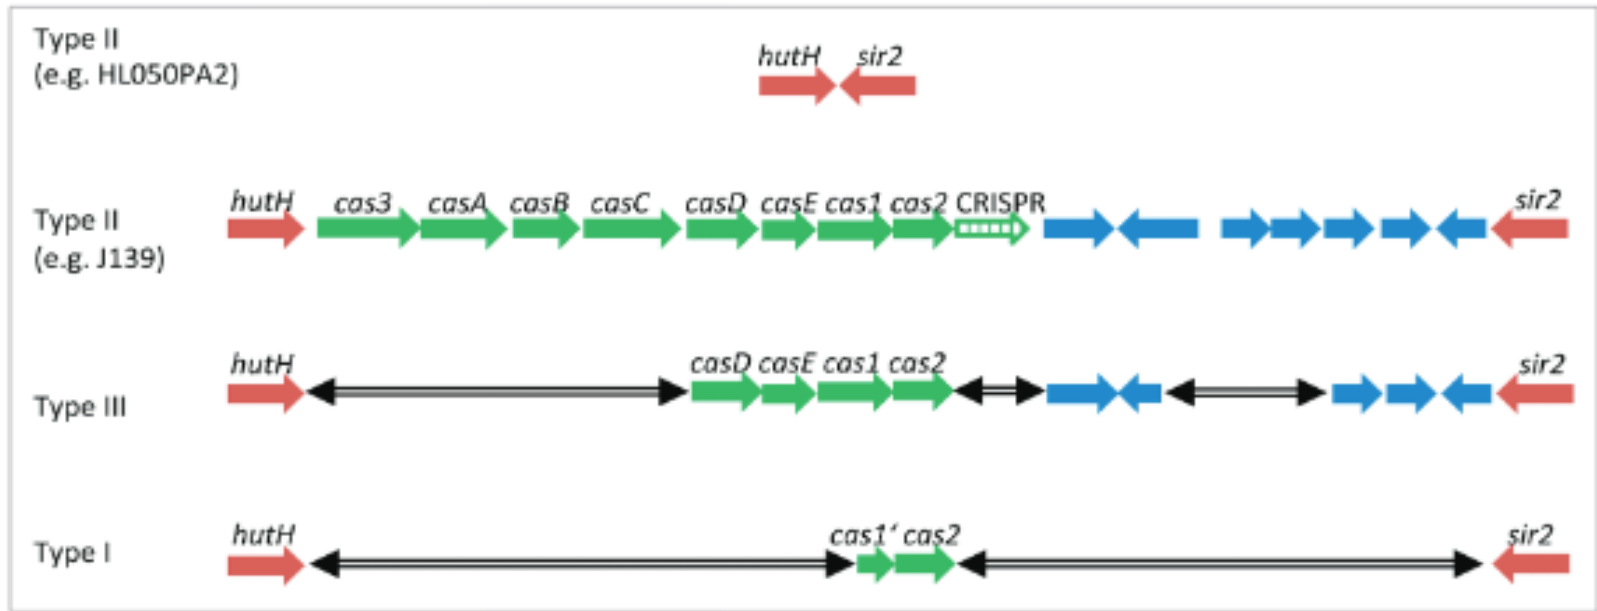 Type II
(e.g. HL050PA2)
hutH sir2
hutH cas3 casA casB casC casD casE cas1 cas2 CRISPR sir2
Type II
(e.g. J139)
hutH casD casE cas1 cas2 sir2
Type III
hutH cas1' cas2 sir2
Type I